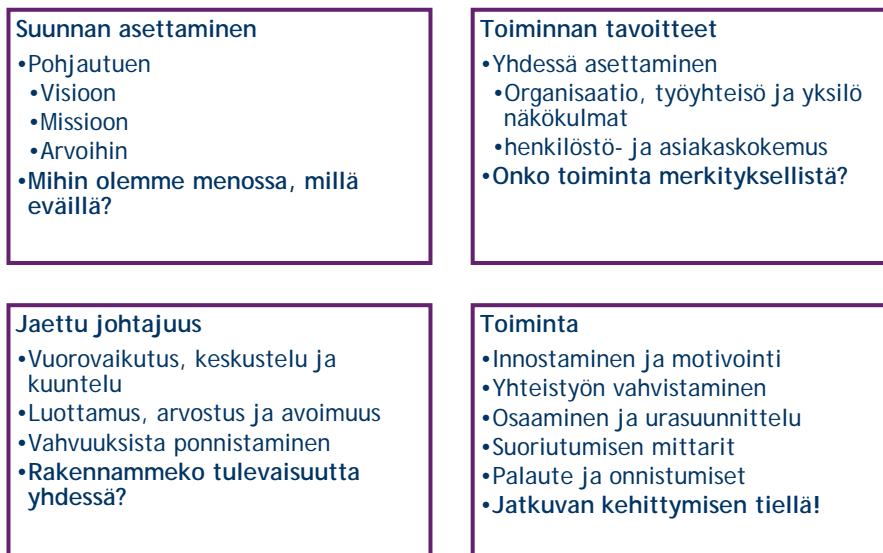 Suunnan asettaminen
•Pohjautuen
•Visioon
•Missioon
•Arvoihin
•Mihin olemme menossa, millä
eväillä?
Toiminnan tavoitteet
•Yhdessä asettaminen
•Organisaatio, työyhteisö ja yksilö
näkökulmat
•henkilöstö- ja asiakaskokemus
•Onko toiminta merkityksellistä?
Jaettu johtajuus
•Vuorovaikutus, keskustelu ja
kuuntelu
•Luottamus, arvostus ja avoimuus
•Vahvuuksista ponnistaminen
•Rakennammeko tulevaisuutta
yhdessä?
Toiminta
•Innostaminen ja motivointi
•Yhteistyön vahvistaminen
•Osaaminen ja urasuunnittelu
•Suoriutumisen mittarit
•Palaute ja onnistumiset
•Jatkuvan kehittymisen tiellä!